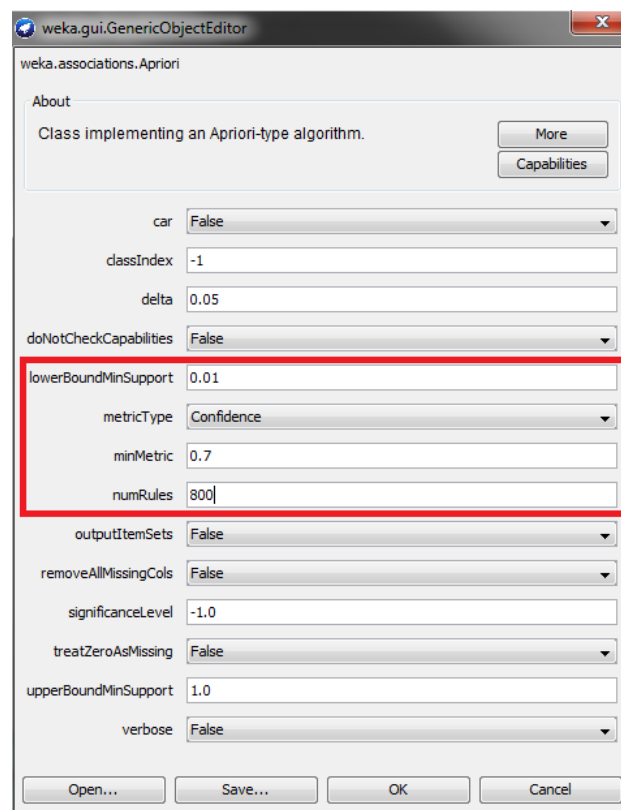 weka.gui.GenericObjectEditor
weka.associations.Apriori
About
Class implementing an Apriori-type algorithm.
More
Capabilities
car False
classIndex -1
delta 0.05
doNotCheckCapabilities False
lowerBoundMinSupport 0.01
metricType Confidence
minMetric 0.7
numRules 800
outputItemSets False
removeAllMissingCols False
significanceLevel -1.0
treatZeroAsMissing False
upperBoundMinSupport 1.0
verbose False
Open... Save... OK Cancel